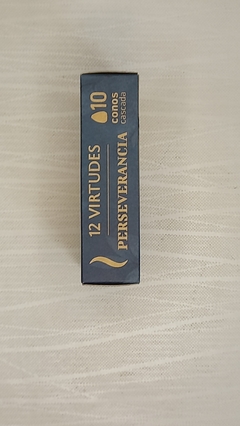 12 VIRTUDES
PERSEVERANCIA
10
conos
cascada